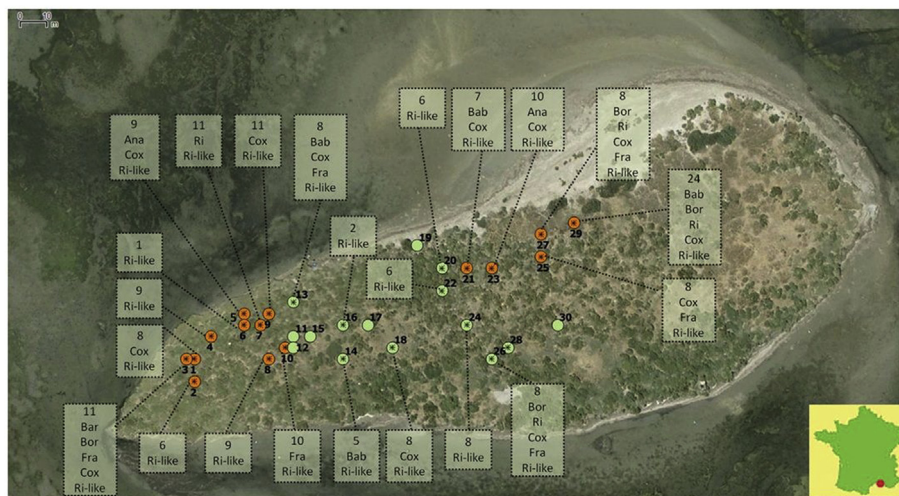 0 10
m
9
Ana
Cox
Ri-like
11
Ri
Ri-like
11
Cox
Ri-like
8
Bab
Cox
Fra
Ri-like
6
Ri-like
7
Bab
Cox
Ri-like
10
Ana
Cox
Ri-like
8
Bor
Ri
Cox
Fra
Ri-like
24
Bab
Bor
Ri
Cox
Ri-like
1
Ri-like
9
Ri-like
8
Cox
Ri-like
2
Ri-like
6
Ri-like
8
Cox
Fra
Ri-like
19
20
21
22
23
27
29
25
13
5
9
6
7
4
11
15
16
17
12
10
3
1
8
2
14
18
24
28
26
30
11
Bar
Bor
Fra
Cox
Ri-like
6
Ri-like
9
Ri-like
10
Fra
Ri-like
5
Bab
Ri-like
8
Cox
Ri-like
8
Ri-like
8
Bor
Ri
Cox
Fra
Ri-like